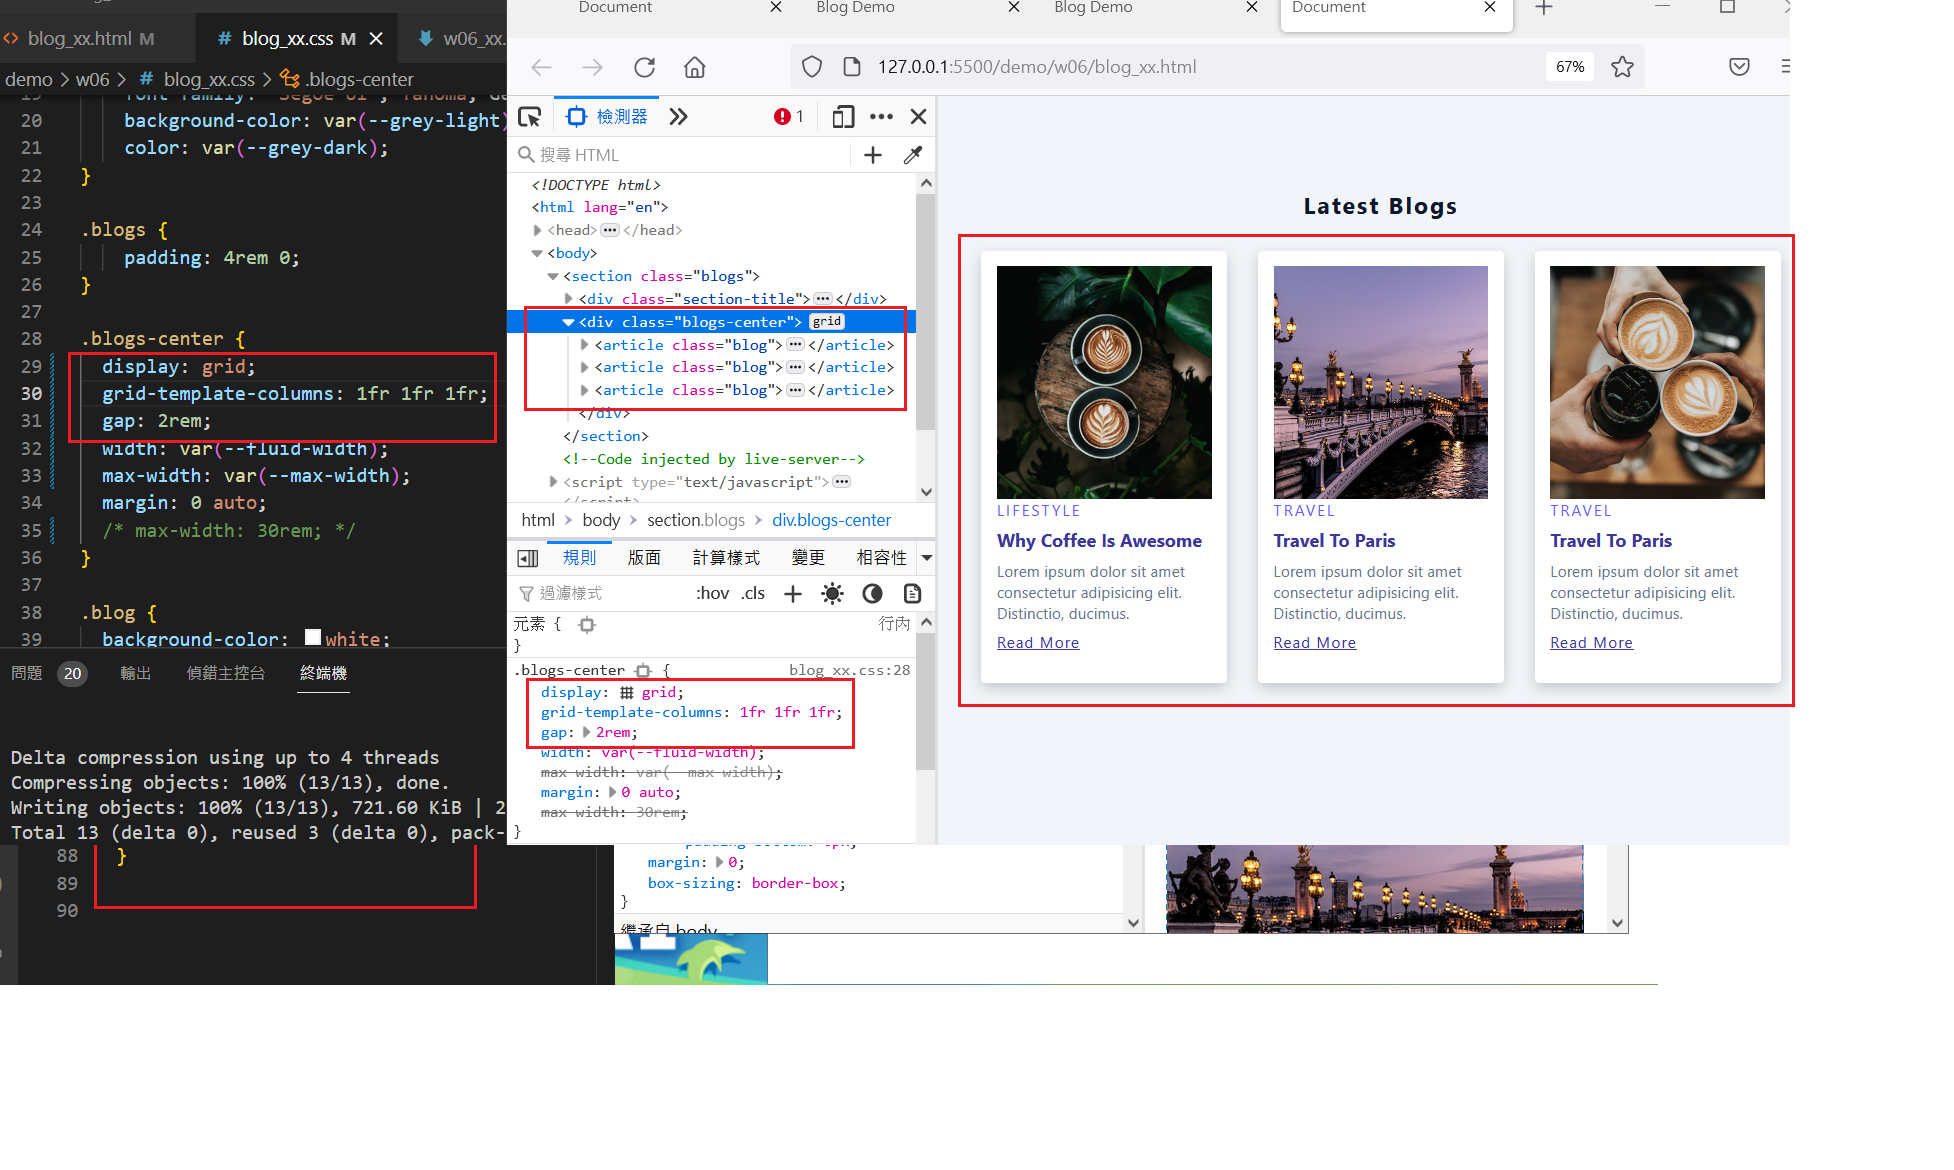 blog_xx.html M
# blog_xx.css M
w06_xx.
demo > w06 > # blog_xx.css > .blogs-center
20 background-color: var(--grey-light)
21 color: var(--grey-dark);
22 }
23
24 .blogs {
25 padding: 4rem 0;
26 }
27
28 .blogs-center {
29 display: grid;
30 grid-template-columns: 1fr 1fr 1fr;
31 gap: 2rem;
32 width: var(--fluid-width);
33 max-width: var(--max-width);
34 margin: 0 auto;
35 /* max-width: 30rem; */
36 }
37
38 .blog {
39 background-color: white;
問題 20 輸出 偵錯主控台 終端機
Delta compression using up to 4 threads
Compressing objects: 100% (13/13), done.
Writing objects: 100% (13/13), 721.60 KiB | 2
Total 13 (delta 0), reused 3 (delta 0), pack-
88 }
89
90
Document
Blog Demo
Blog Demo
Document
127.0.0.1:5500/demo/w06/blog_xx.html
67%
檢測器
1
搜尋 HTML
<!DOCTYPE html>
<html lang="en">
<head>•••</head>
<body>
<section class="blogs">
<div class="section-title">•••</div>
<div class="blogs-center"> grid
<article class="blog">•••</article>
<article class="blog">•••</article>
<article class="blog">•••</article>
</div>
</section>
<!--Code injected by live-server-->
<script type="text/javascript">•••
</script>
html > body > section.blogs > div.blogs-center
規則 版面 計算樣式 變更 相容性
過濾樣式
:hov .cls
元素 {
行內
}
.blogs-center {
blog_xx.css:28
display: grid;
grid-template-columns: 1fr 1fr 1fr;
gap: 2rem;
width: var(--fluid-width);
max-width: var(--max-width);
margin: 0 auto;
max-width: 30rem;
}
margin: 0;
box-sizing: border-box;
}
繼承自 body
Latest Blogs
LIFESTYLE
Why Coffee Is Awesome
Lorem ipsum dolor sit amet
consectetur adipisicing elit.
Distinctio, ducimus.
Read More
TRAVEL
Travel To Paris
Lorem ipsum dolor sit amet
consectetur adipisicing elit.
Distinctio, ducimus.
Read More
TRAVEL
Travel To Paris
Lorem ipsum dolor sit amet
consectetur adipisicing elit.
Distinctio, ducimus.
Read More